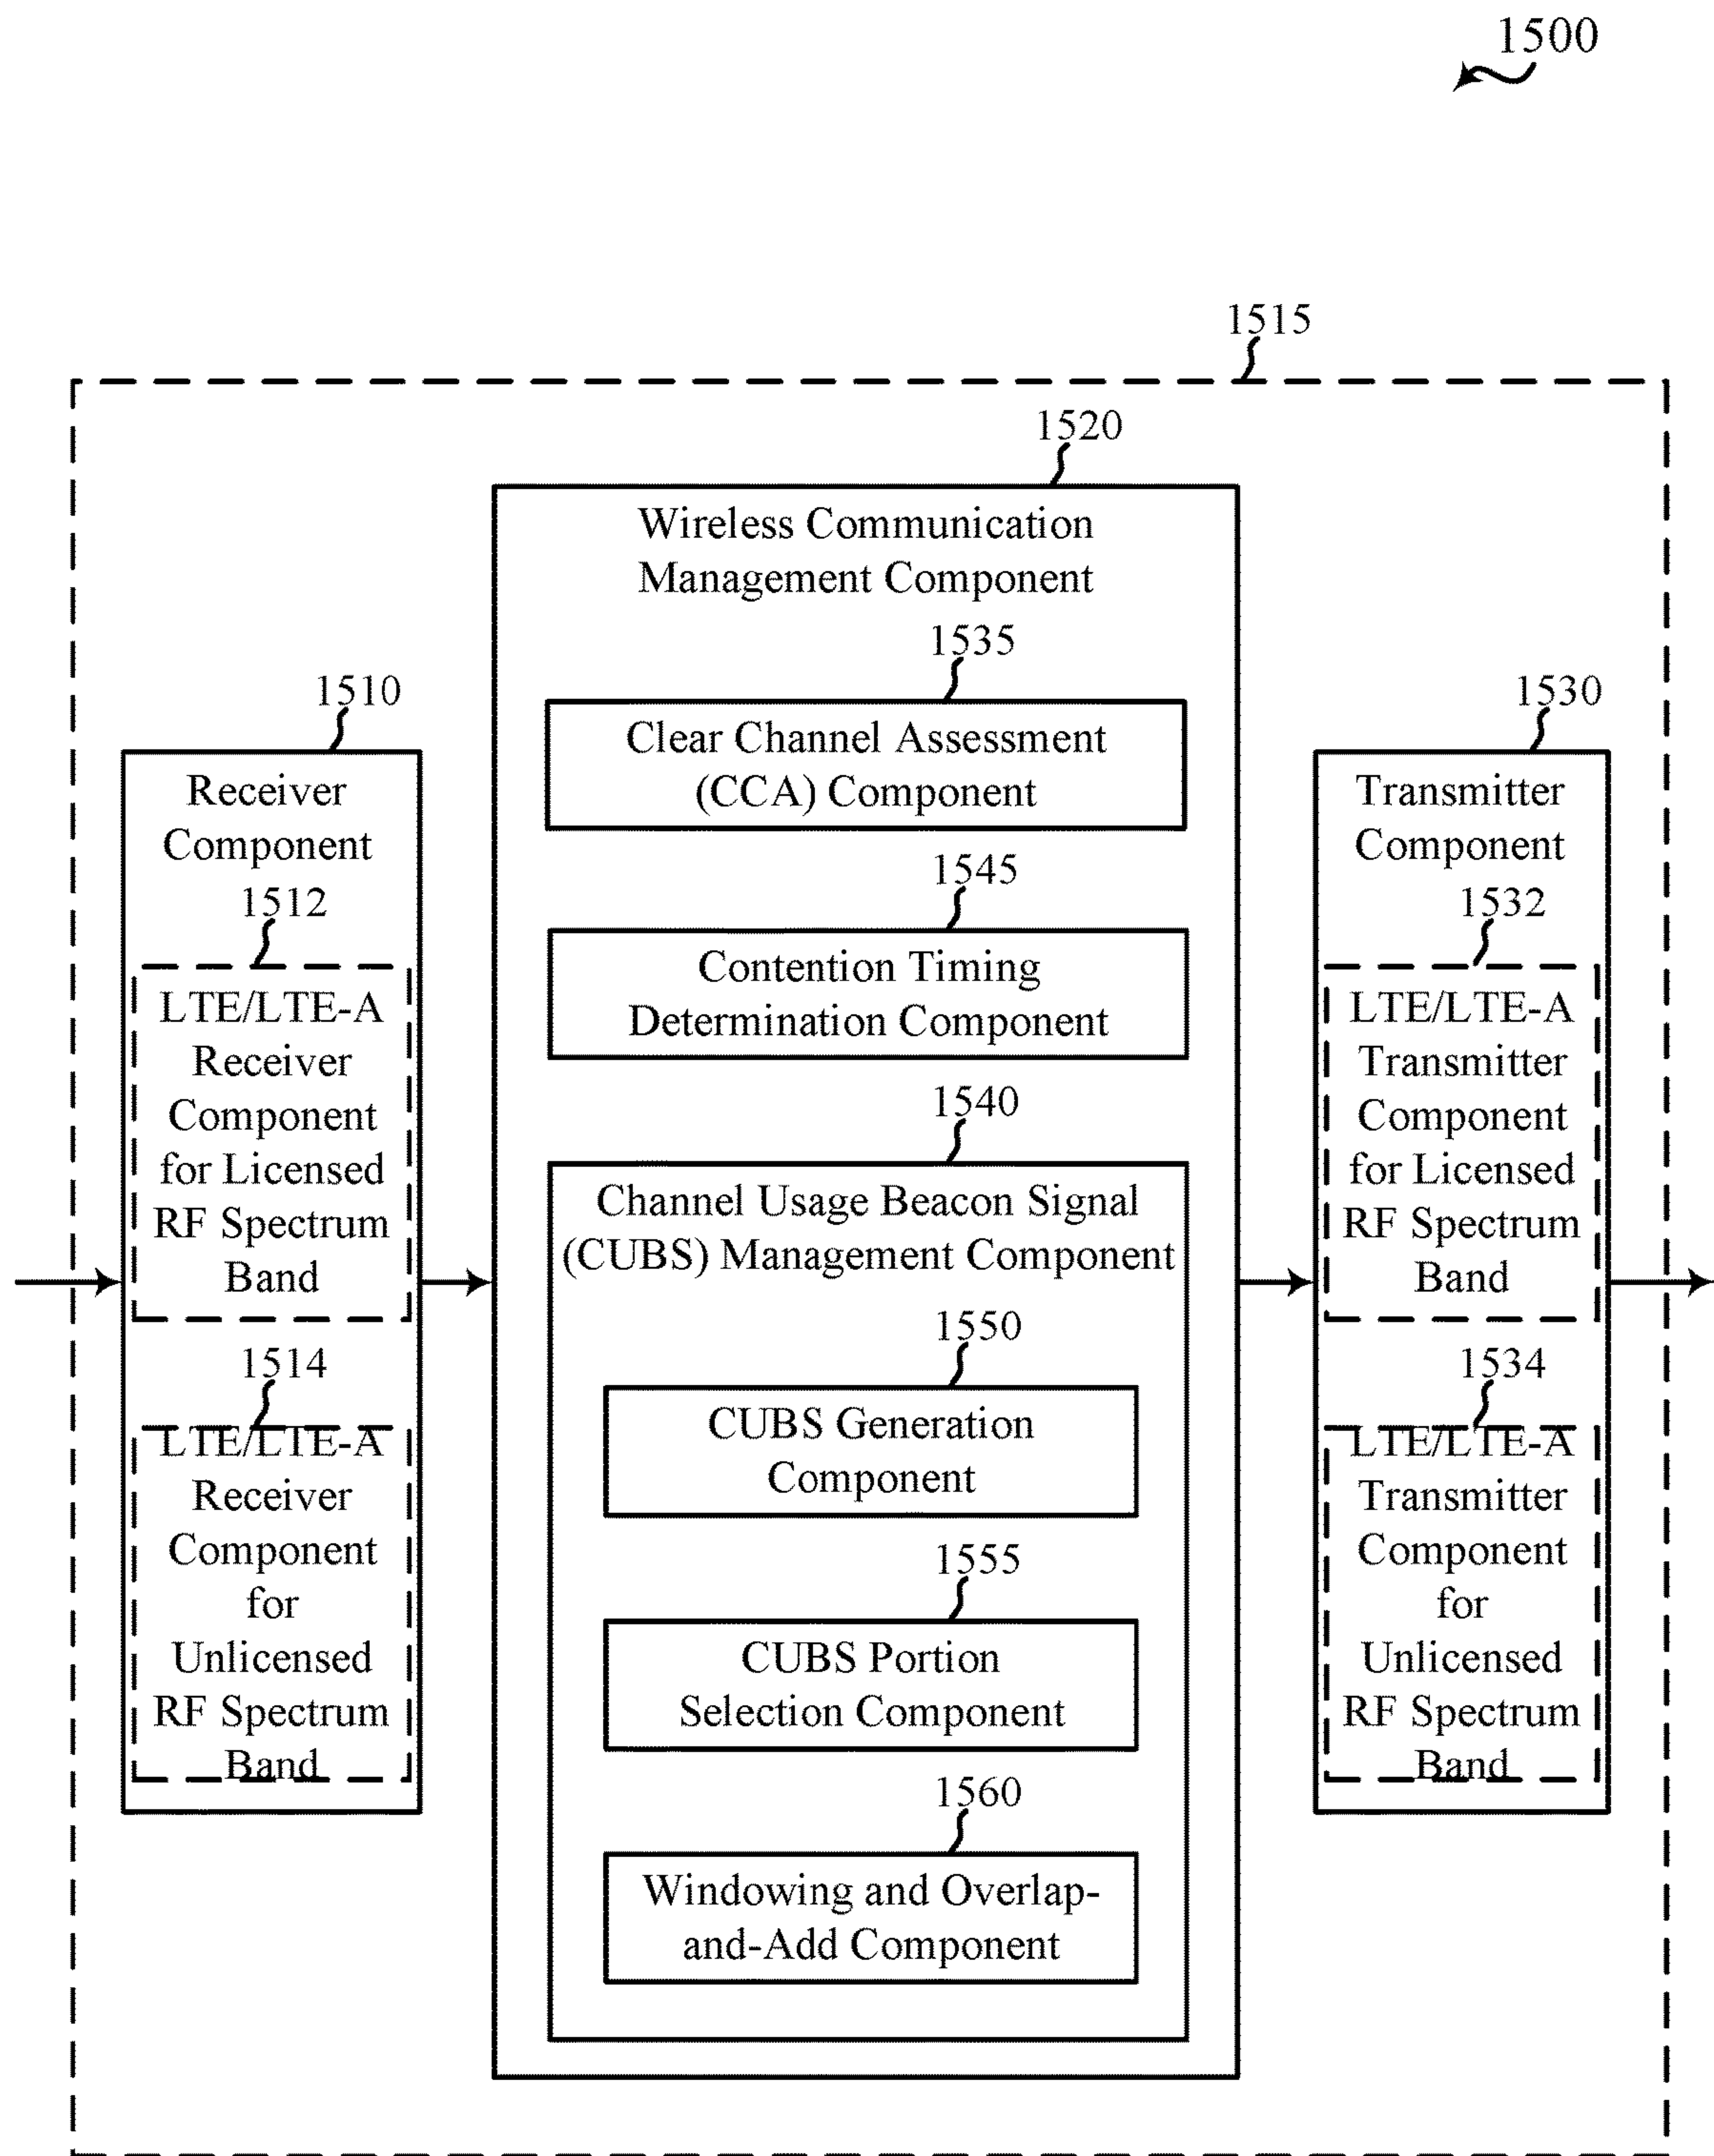 1500
1515
1520
Wireless Communication
Management Component
1535
Clear Channel Assessment
(CCA) Component
1545
Contention Timing
Determination Component
1540
Channel Usage Beacon Signal
(CUBS) Management Component
1550
CUBS Generation
Component
1555
CUBS Portion
Selection Component
1560
Windowing and Overlap-
and-Add Component
1510
Receiver
Component
1512
LTE/LTE-A
Receiver
Component
for Licensed
RF Spectrum
Band
1514
LTE/LTE-A
Receiver
Component
for
Unlicensed
RF Spectrum
Band
1530
Transmitter
Component
1532
LTE/LTE-A
Transmitter
Component
for Licensed
RF Spectrum
Band
1534
LTE/LTE-A
Transmitter
Component
for
Unlicensed
RF Spectrum
Band